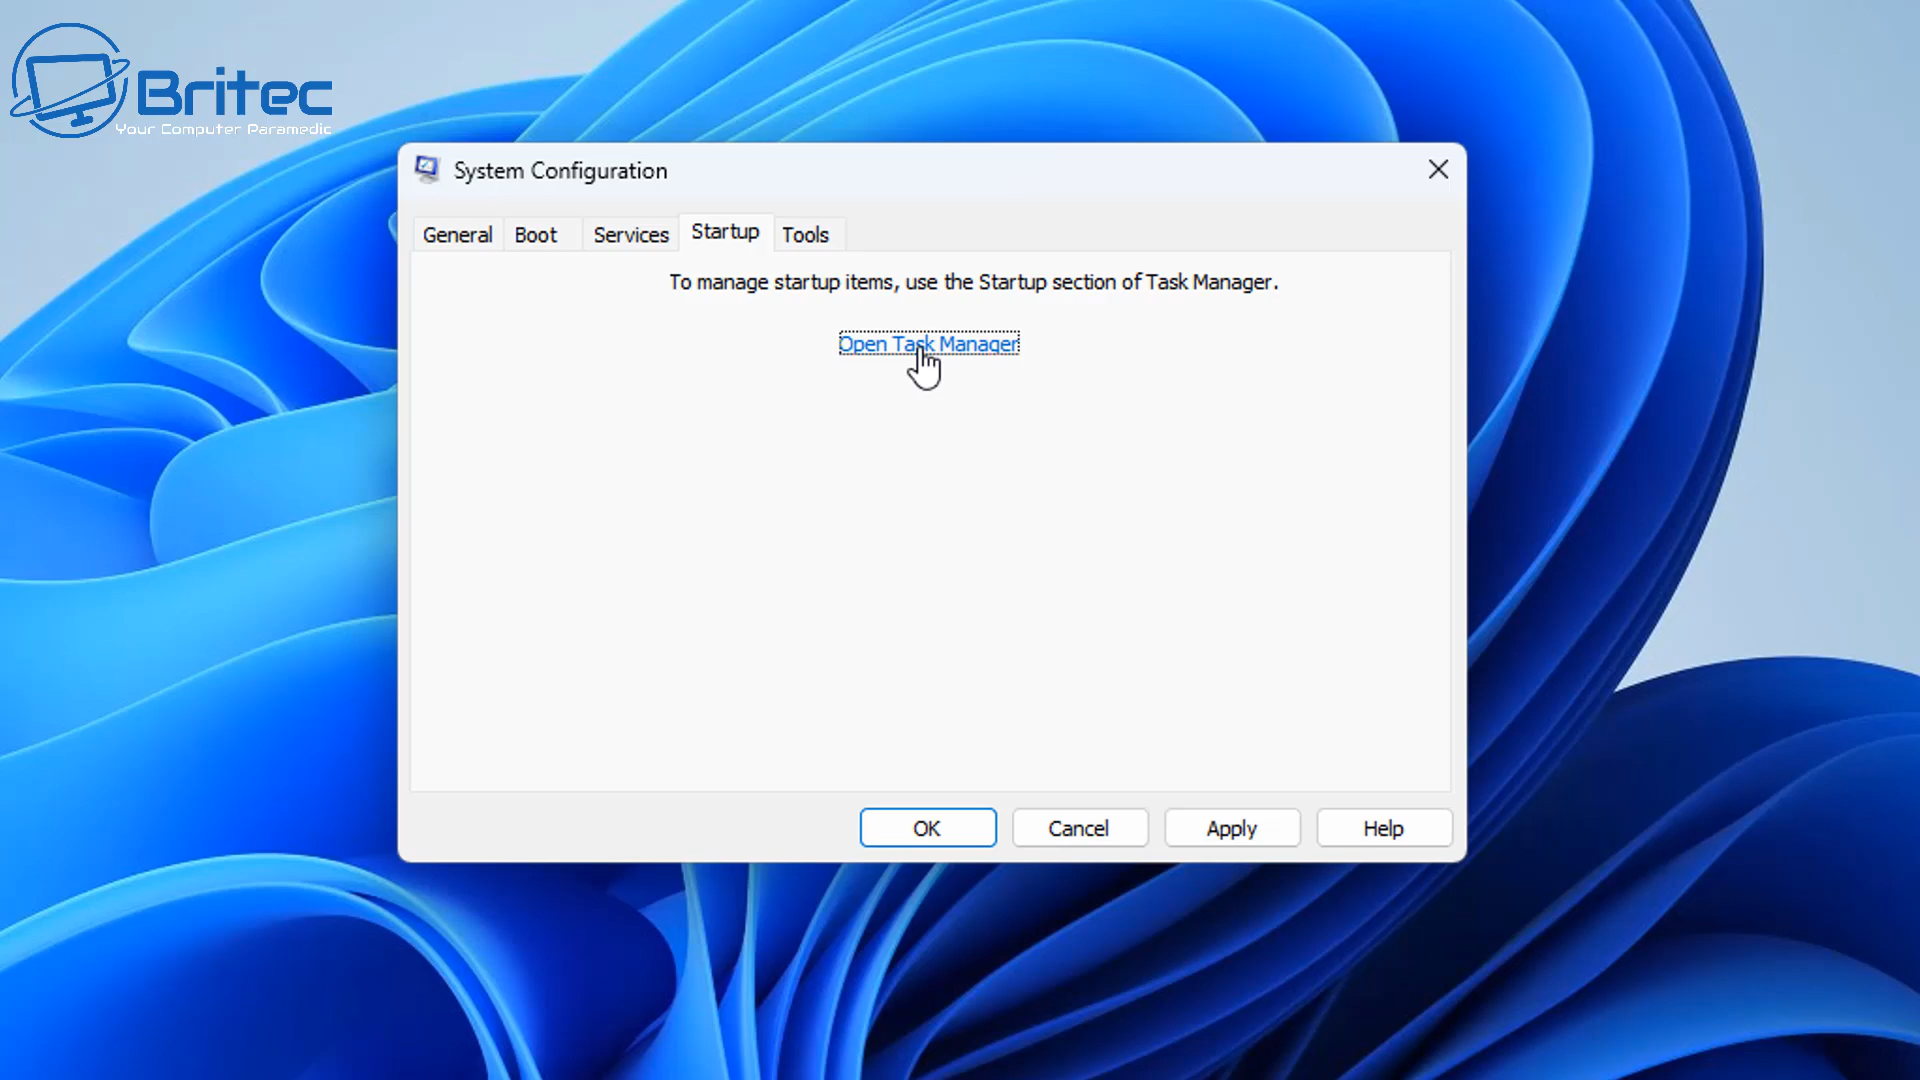 Britec
Your Computer Paramedic
System Configuration
General Boot Services Startup Tools
To manage startup items, use the Startup section of Task Manager.
Open Task Manager
OK Cancel Apply Help